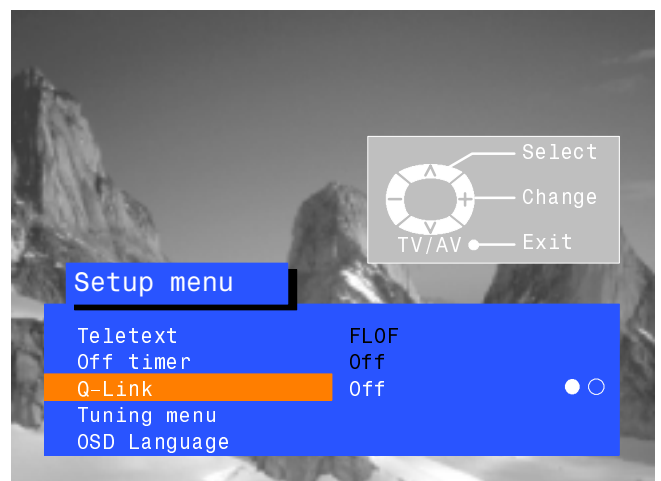 Select
Change
TV/AV Exit
Setup menu
Teletext FLOF
Off timer Off
Q-Link Off
Tuning menu
OSD Language